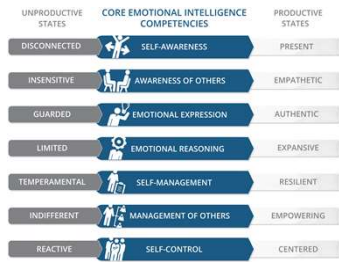 UNPRODUCTIVE STATES
CORE EMOTIONAL INTELLIGENCE COMPETENCIES
PRODUCTIVE STATES
DISCONNECTED SELF-AWARENESS PRESENT
INSENSITIVE AWARENESS OF OTHERS EMPATHETIC
GUARDED EMOTIONAL EXPRESSION AUTHENTIC
LIMITED EMOTIONAL REASONING EXPANSIVE
TEMPERAMENTAL SELF-MANAGEMENT RESILIENT
INDIFFERENT MANAGEMENT OF OTHERS EMPOWERING
REACTIVE SELF-CONTROL CENTERED